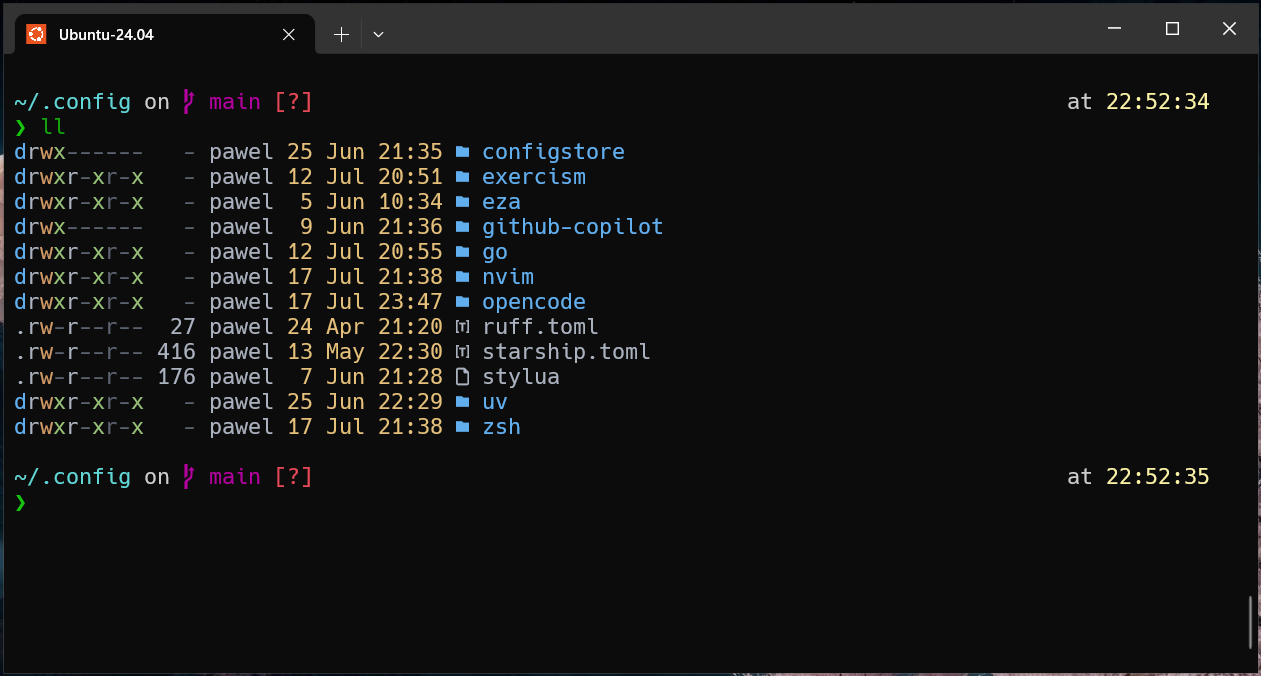 Ubuntu-24.04
~/.config on main [?] at 22:52:34
❯ ll
drwx------   - pawel 25 Jun 21:35 configstore
drwxr-xr-x   - pawel 12 Jul 20:51 exercism
drwxr-xr-x   - pawel  5 Jun 10:34 eza
drwx------   - pawel  9 Jun 21:36 github-copilot
drwxr-xr-x   - pawel 12 Jul 20:55 go
drwxr-xr-x   - pawel 17 Jul 21:38 nvim
drwxr-xr-x   - pawel 17 Jul 23:47 opencode
.rw-r--r--  27 pawel 24 Apr 21:20 [T] ruff.toml
.rw-r--r-- 416 pawel 13 May 22:30 [T] starship.toml
.rw-r--r-- 176 pawel  7 Jun 21:28 stylua
drwxr-xr-x   - pawel 25 Jun 22:29 uv
drwxr-xr-x   - pawel 17 Jul 21:38 zsh
~/.config on main [?] at 22:52:35
❯